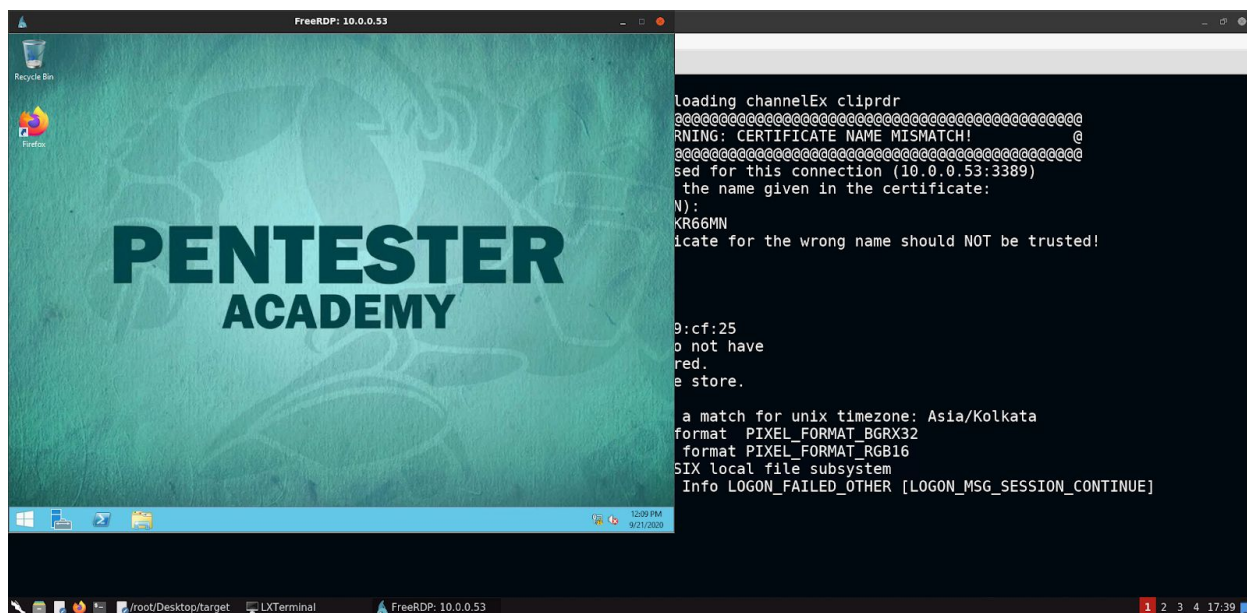 FreeRDP: 10.0.0.53
Recycle Bin
Firefox
PENTESTER
ACADEMY
12:09 PM
9/21/2020
loading channelEx cliprdr
@@@@@@@@@@@@@@@@@@@@@@@@@@@@@@@@@@@@@@@@@@@@@@
RNING: CERTIFICATE NAME MISMATCH! @
@@@@@@@@@@@@@@@@@@@@@@@@@@@@@@@@@@@@@@@@@@@@@@
sed for this connection (10.0.0.53:3389)
the name given in the certificate:
N):
KR66MN
icate for the wrong name should NOT be trusted!
9:cf:25
o not have
red.
e store.
a match for unix timezone: Asia/Kolkata
format PIXEL_FORMAT_BGRX32
format PIXEL_FORMAT_RGB16
SIX local file subsystem
Info LOGON_FAILED_OTHER [LOGON_MSG_SESSION_CONTINUE]
/root/Desktop/target LXTerminal FreeRDP: 10.0.0.53 1 2 3 4 17:39